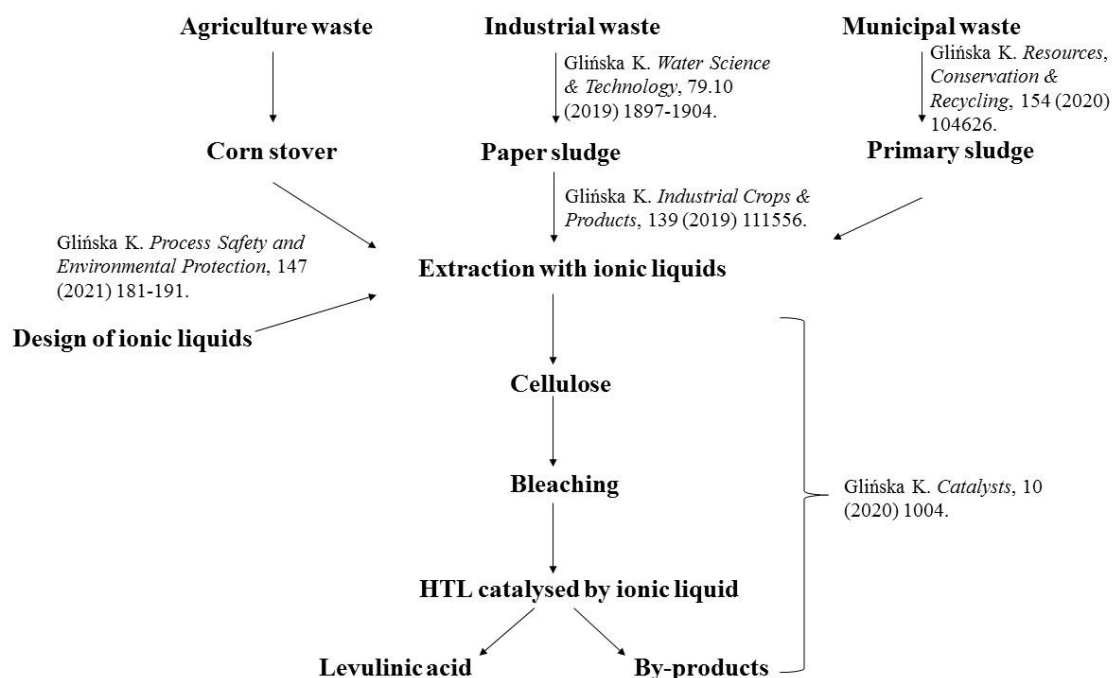 Agriculture waste
Industrial waste
Municipal waste
Glińska K. Water Science
& Technology, 79.10
(2019) 1897-1904.
Glińska K. Resources,
Conservation &
Recycling, 154 (2020)
104626.
Corn stover
Paper sludge
Primary sludge
Glińska K. Industrial Crops &
Products, 139 (2019) 111556.
Glińska K. Process Safety and
Environmental Protection, 147
(2021) 181-191.
Extraction with ionic liquids
Design of ionic liquids
Cellulose
Bleaching
Glińska K. Catalysts, 10
(2020) 1004.
HTL catalysed by ionic liquid
Levulinic acid
By-products